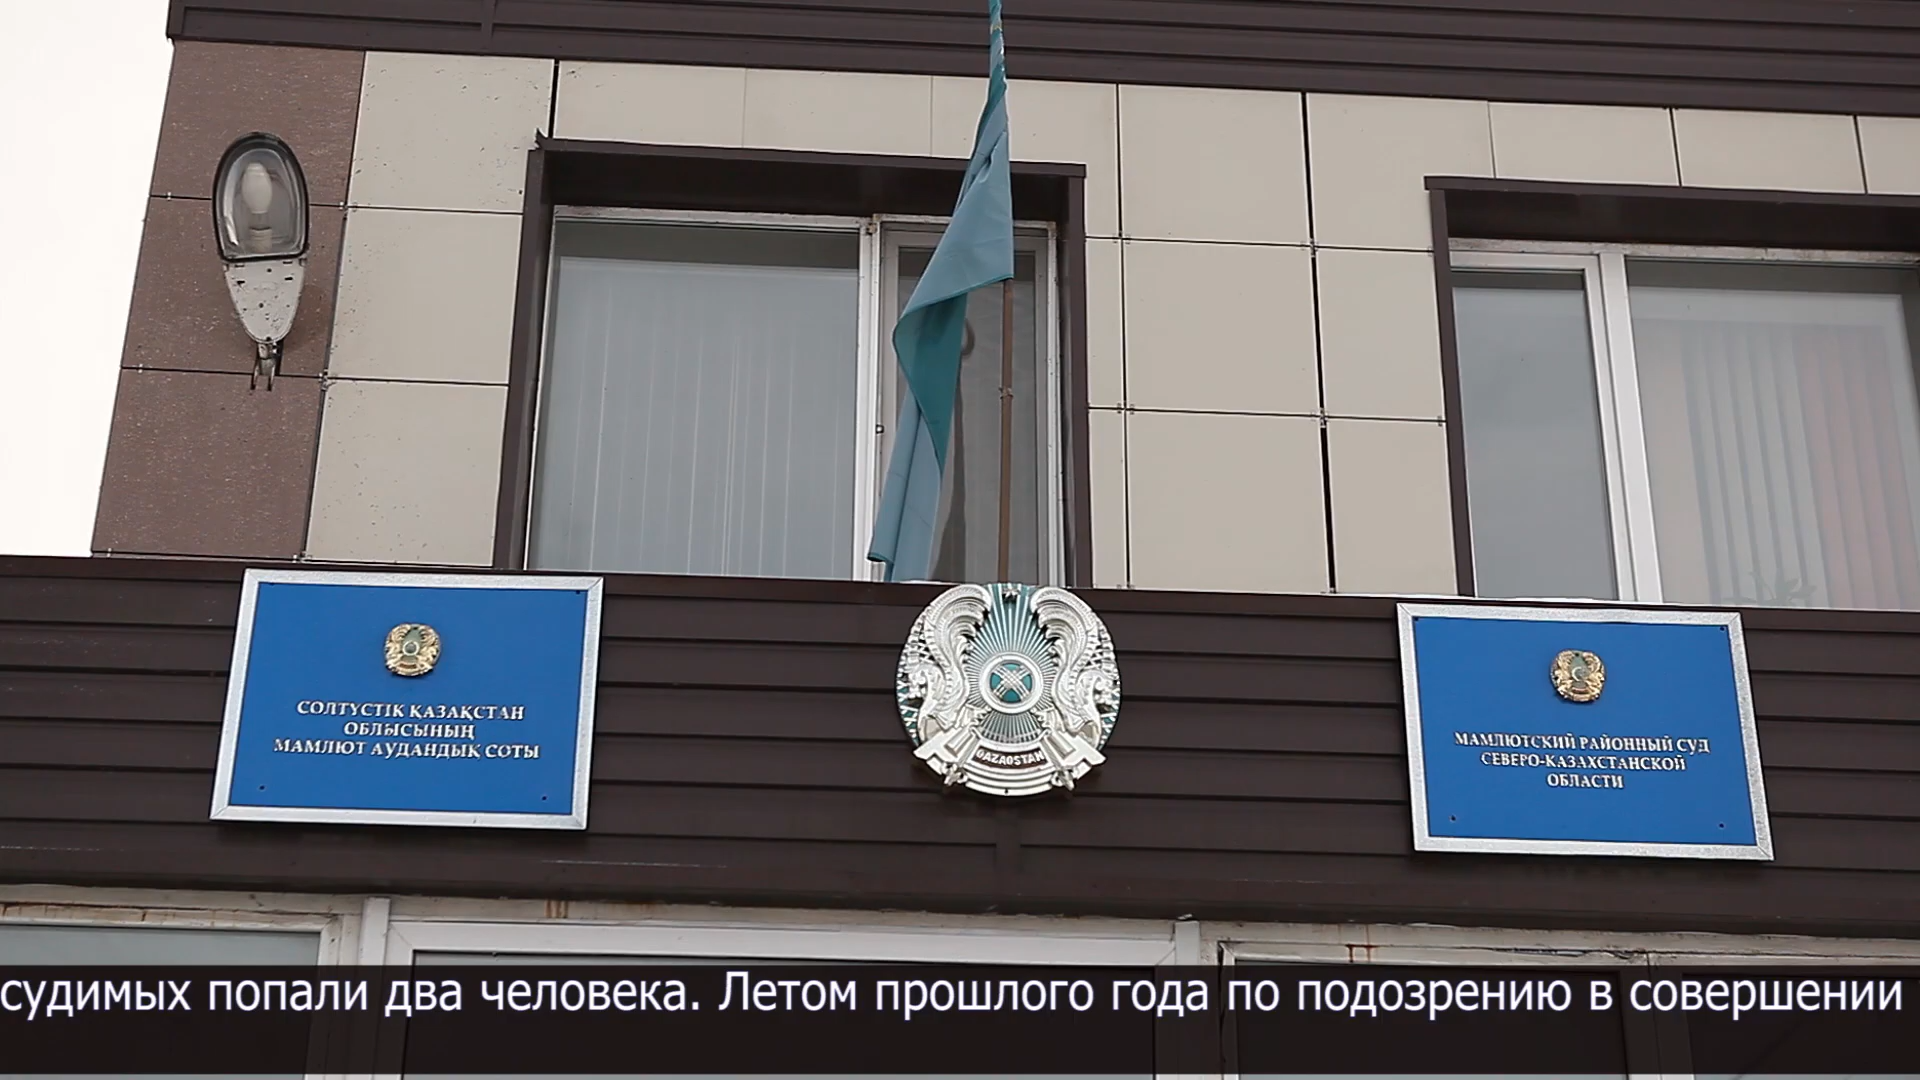 СОЛТҮСТІК ҚАЗАҚСТАН
ОБЛЫСЫНЫҢ
МАМЛЮТ АУДАНДЫҚ СОТЫ
QAZAQSTAN
МАМЛЮТСКИЙ РАЙОННЫЙ СУД
СЕВЕРО-КАЗАХСТАНСКОЙ
ОБЛАСТИ
судимых попали два человека. Летом прошлого года по подозрению в совершении